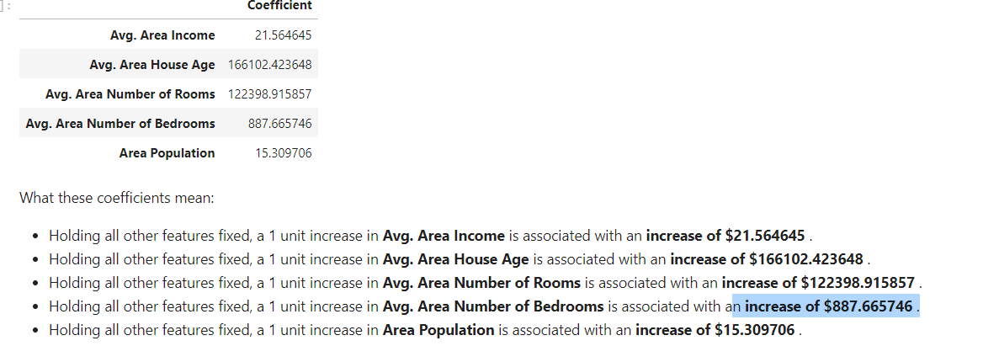 ]:
Coefficient
Avg. Area Income 21.564645
Avg. Area House Age 166102.423648
Avg. Area Number of Rooms 122398.915857
Avg. Area Number of Bedrooms 887.665746
Area Population 15.309706
What these coefficients mean:
• Holding all other features fixed, a 1 unit increase in Avg. Area Income is associated with an increase of $21.564645 .
• Holding all other features fixed, a 1 unit increase in Avg. Area House Age is associated with an increase of $166102.423648 .
• Holding all other features fixed, a 1 unit increase in Avg. Area Number of Rooms is associated with an increase of $122398.915857 .
• Holding all other features fixed, a 1 unit increase in Avg. Area Number of Bedrooms is associated with an increase of $887.665746 .
• Holding all other features fixed, a 1 unit increase in Area Population is associated with an increase of $15.309706 .